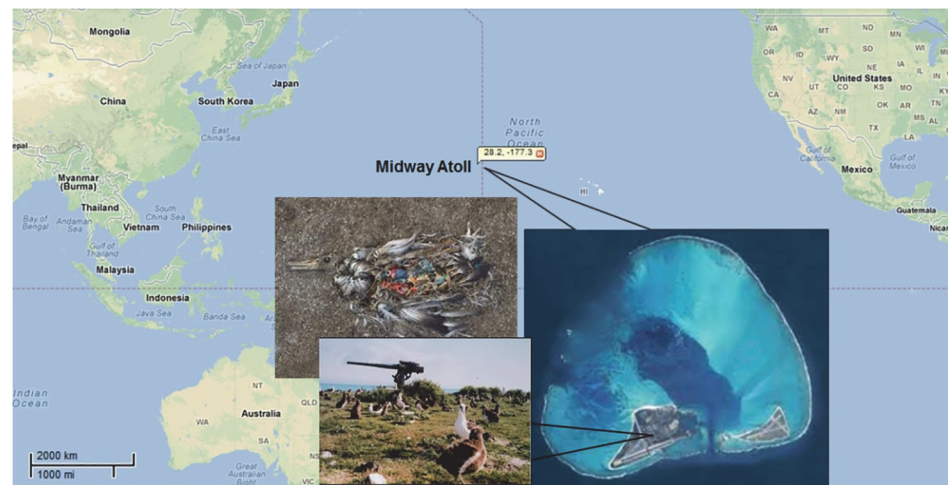 Mongolia
WA
MT
ND
MN
OR
ID
SD
WI
WY
NE
IA
NV
UT
CO
United States
IL
IN
CA
KS
MO
OK
AR
TN
AZ
NM
MS
AL
TX
LA
Sea of Japan
Japan
China
South Korea
East
China Sea
North
Pacific
Ocean
28.2, -177.3
Midway Atoll
Gulf of
California
Gulf of
Mexico
Mexico
HI
Guatemala
Myanmar
(Burma)
Thailand
South
China Sea
Bay of
Bengal
Andaman
Sea
Vietnam
Philippines
Gulf of
Thailand
Malaysia
Indonesia
Java Sea
Banda Sea
Indian
Ocean
NT
QLD
Australia
WA
SA
VIC
Great
Australian
Bight
2000 km
1000 mi